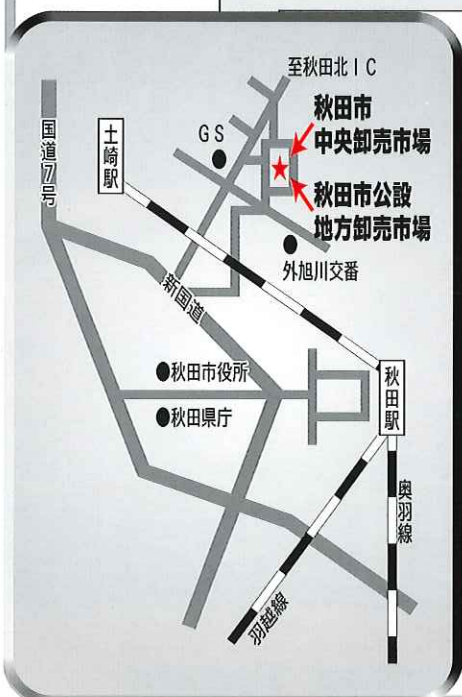 至秋田北IC
秋田市
中央卸売市場
GS
国道7号
土崎駅
秋田市公設
地方卸売市場
外旭川交番
新国道
秋田市役所
秋田駅
秋田県庁
奥羽線
羽越線